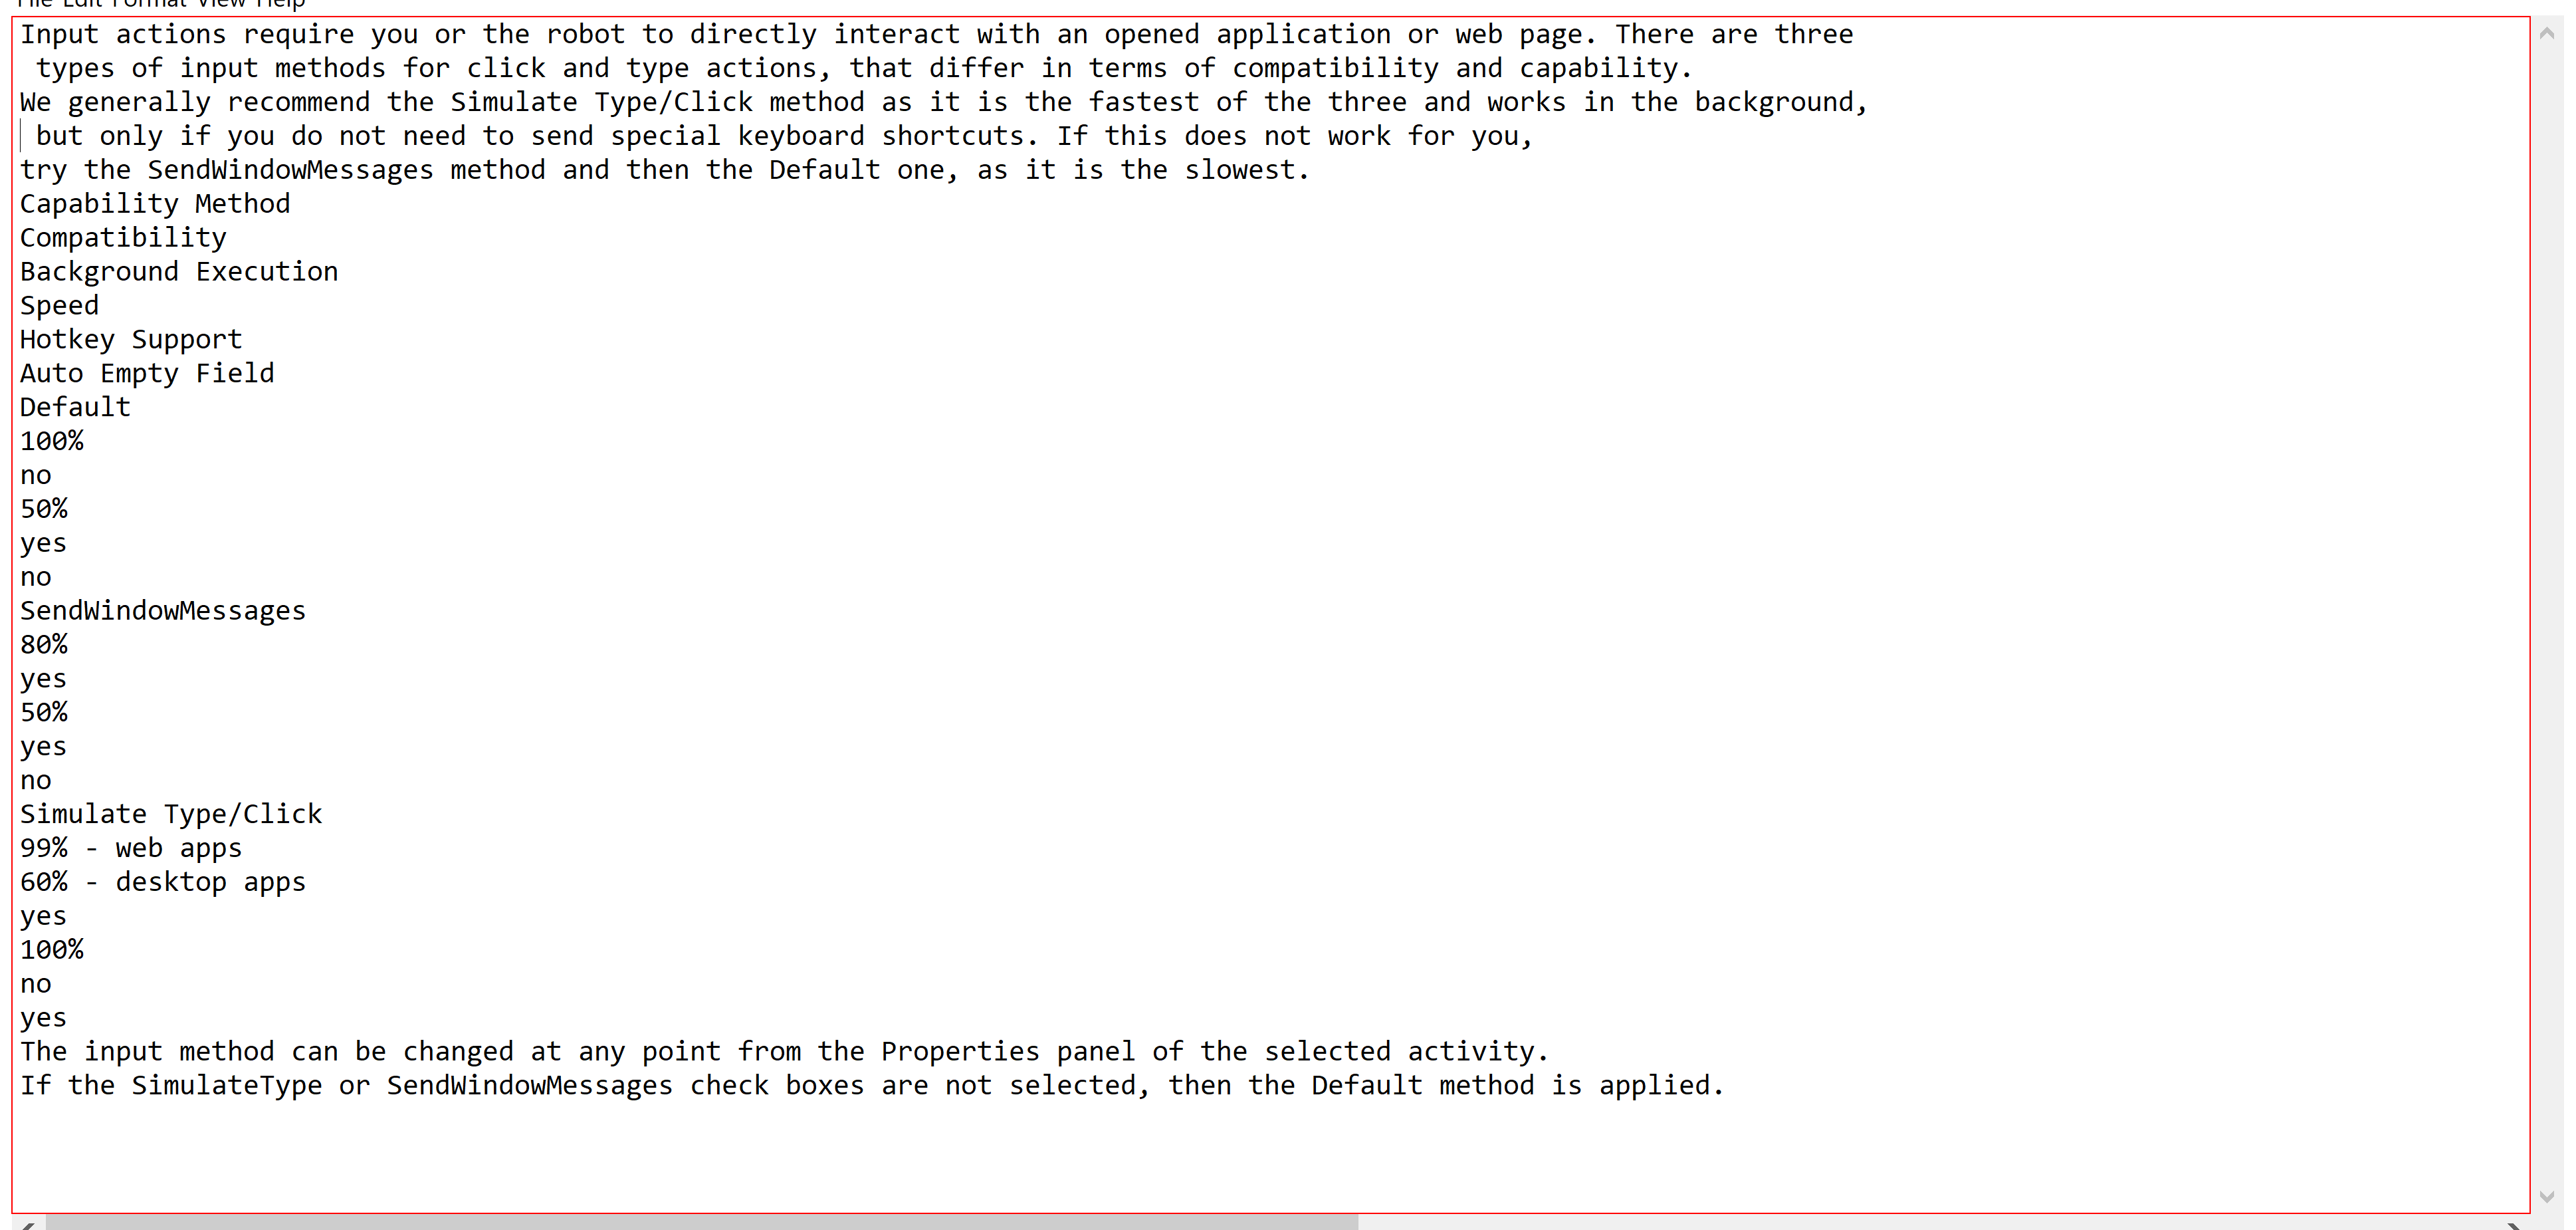 File Edit Format View Help
Input actions require you or the robot to directly interact with an opened application or web page. There are three
types of input methods for click and type actions, that differ in terms of compatibility and capability.
We generally recommend the Simulate Type/Click method as it is the fastest of the three and works in the background,
but only if you do not need to send special keyboard shortcuts. If this does not work for you,
try the SendWindowMessages method and then the Default one, as it is the slowest.
Capability Method
Compatibility
Background Execution
Speed
Hotkey Support
Auto Empty Field
Default
100%
no
50%
yes
no
SendWindowMessages
80%
yes
50%
yes
no
Simulate Type/Click
99% - web apps
60% - desktop apps
yes
100%
no
yes
The input method can be changed at any point from the Properties panel of the selected activity.
If the SimulateType or SendWindowMessages check boxes are not selected, then the Default method is applied.